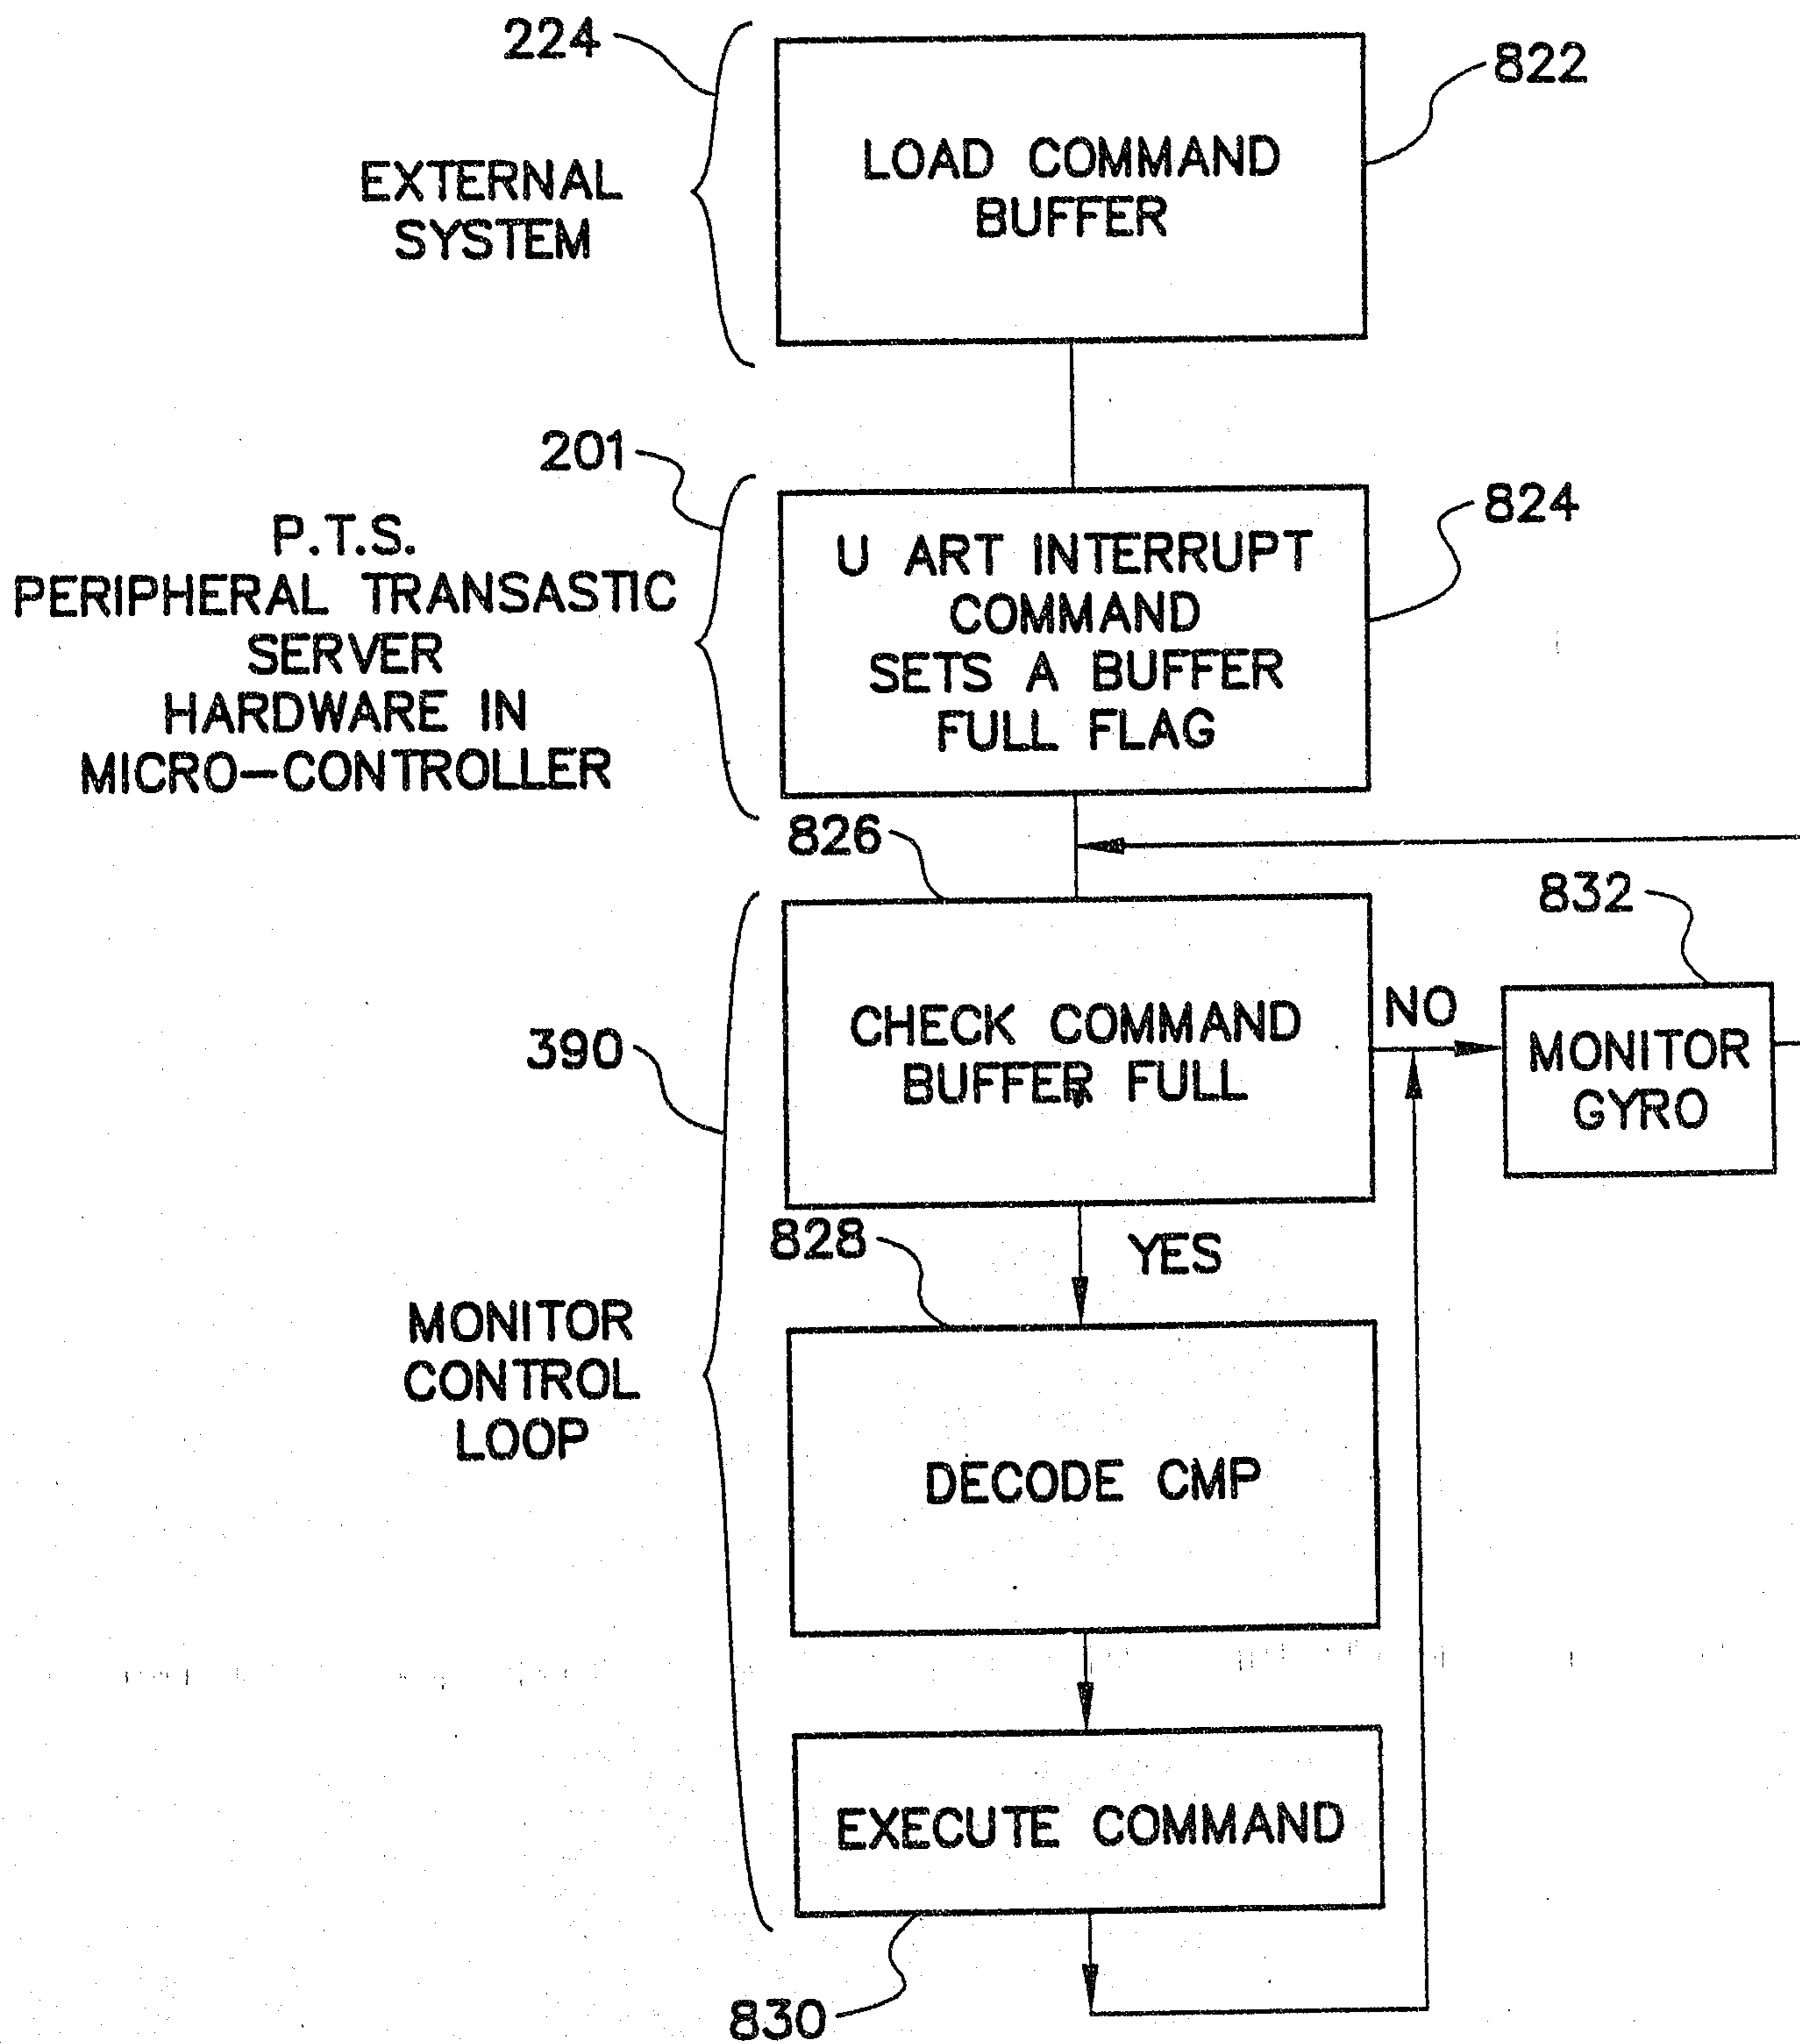 224
822
LOAD COMMAND
BUFFER
EXTERNAL
SYSTEM
201
824
P.T.S.
PERIPHERAL TRANSASTIC
SERVER
HARDWARE IN
MICRO-CONTROLLER
U ART INTERRUPT
COMMAND
SETS A BUFFER
FULL FLAG
826
832
390
CHECK COMMAND
BUFFER FULL
NO
MONITOR
GYRO
828
YES
MONITOR
CONTROL
LOOP
DECODE CMP
EXECUTE COMMAND
830